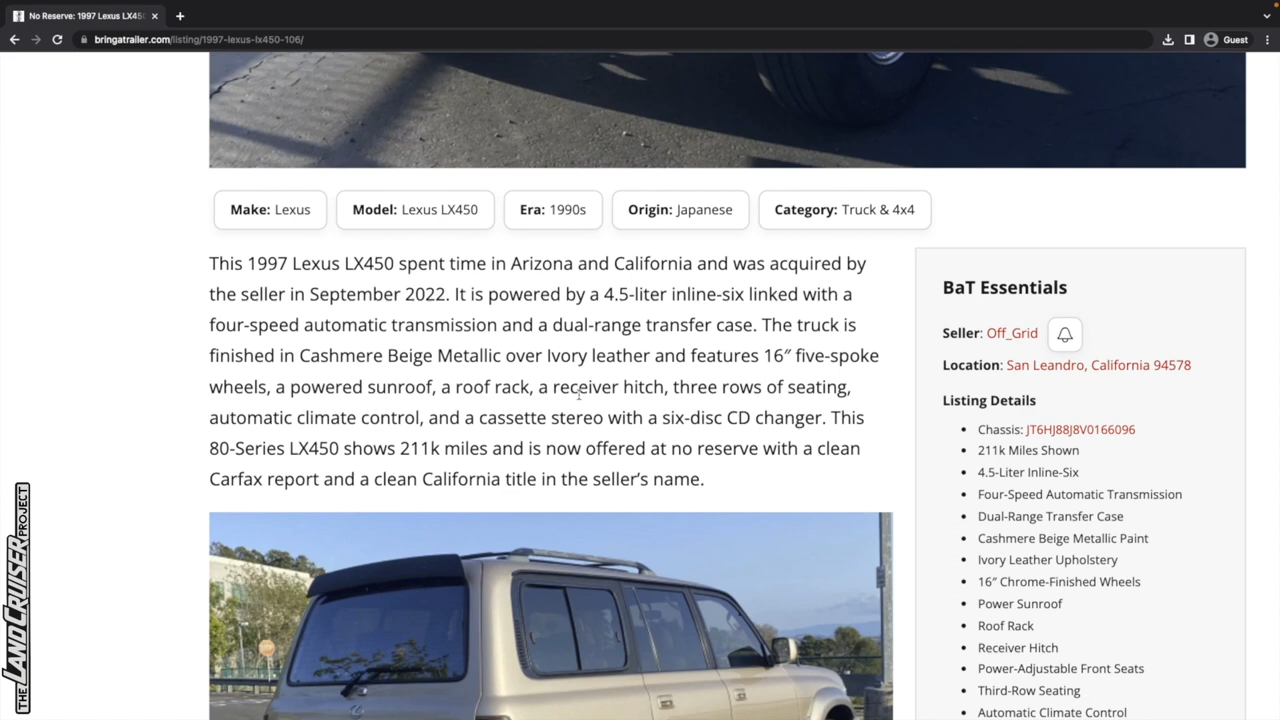 No Reserve: 1997 Lexus LX450
bringatrailer.com/listing/1997-lexus-lx450-106/
Guest
Make: Lexus
Model: Lexus LX450
Era: 1990s
Origin: Japanese
Category: Truck & 4x4
This 1997 Lexus LX450 spent time in Arizona and California and was acquired by
the seller in September 2022. It is powered by a 4.5-liter inline-six linked with a
four-speed automatic transmission and a dual-range transfer case. The truck is
finished in Cashmere Beige Metallic over Ivory leather and features 16″ five-spoke
wheels, a powered sunroof, a roof rack, a receiver hitch, three rows of seating,
automatic climate control, and a cassette stereo with a six-disc CD changer. This
80-Series LX450 shows 211k miles and is now offered at no reserve with a clean
Carfax report and a clean California title in the seller’s name.
BaT Essentials
Seller: Off_Grid
Location: San Leandro, California 94578
Listing Details
• Chassis: JT6HJ88J8V0166096
• 211k Miles Shown
• 4.5-Liter Inline-Six
• Four-Speed Automatic Transmission
• Dual-Range Transfer Case
• Cashmere Beige Metallic Paint
• Ivory Leather Upholstery
• 16″ Chrome-Finished Wheels
• Power Sunroof
• Roof Rack
• Receiver Hitch
• Power-Adjustable Front Seats
• Third-Row Seating
• Automatic Climate Control
THE LAND CRUISER PROJECT